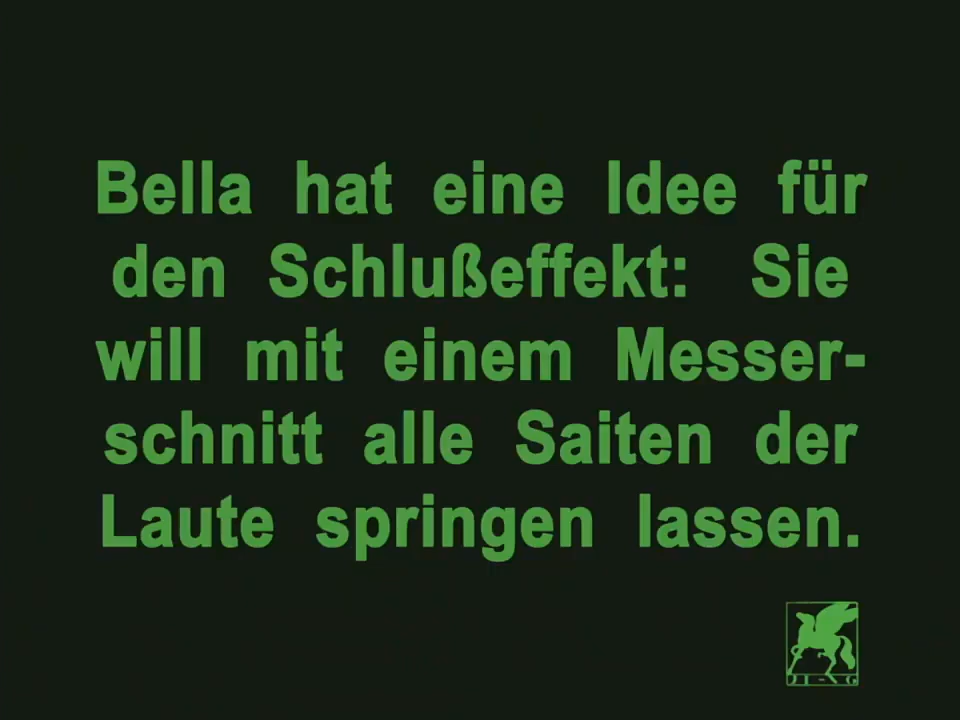 Bella hat eine Idee für
den Schlußeffekt: Sie
will mit einem Messer-
schnitt alle Saiten der
Laute springen lassen.